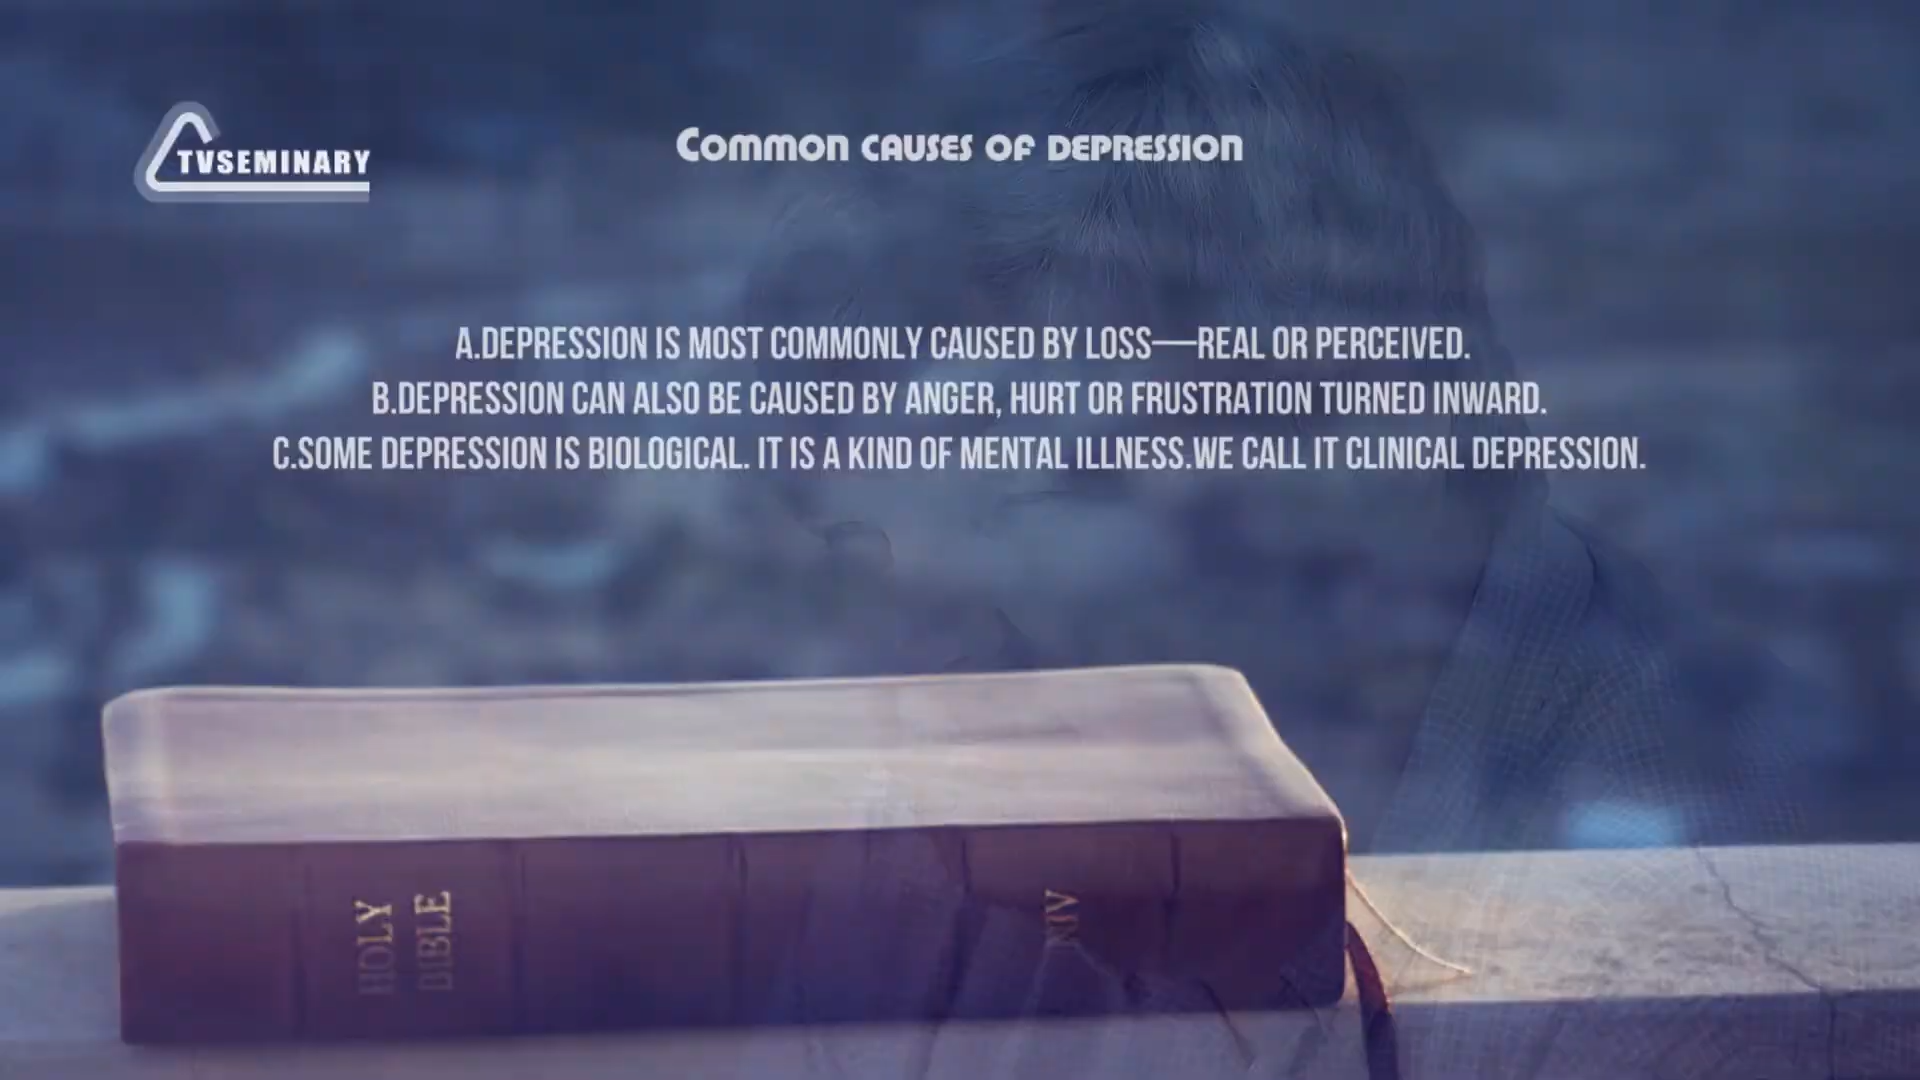 TVSEMINARY
Common causes of depression
A.DEPRESSION IS MOST COMMONLY CAUSED BY LOSS—REAL OR PERCEIVED.
B.DEPRESSION CAN ALSO BE CAUSED BY ANGER, HURT OR FRUSTRATION TURNED INWARD.
C.SOME DEPRESSION IS BIOLOGICAL. IT IS A KIND OF MENTAL ILLNESS.WE CALL IT CLINICAL DEPRESSION.
HOLY
BIBLE
NIV